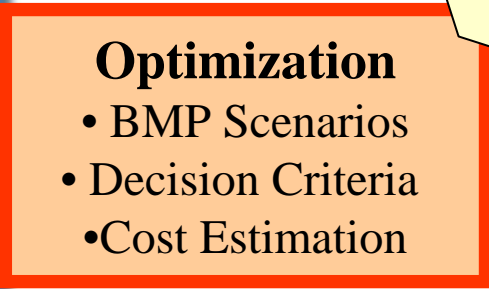 Optimization
• BMP Scenarios
• Decision Criteria
•Cost Estimation